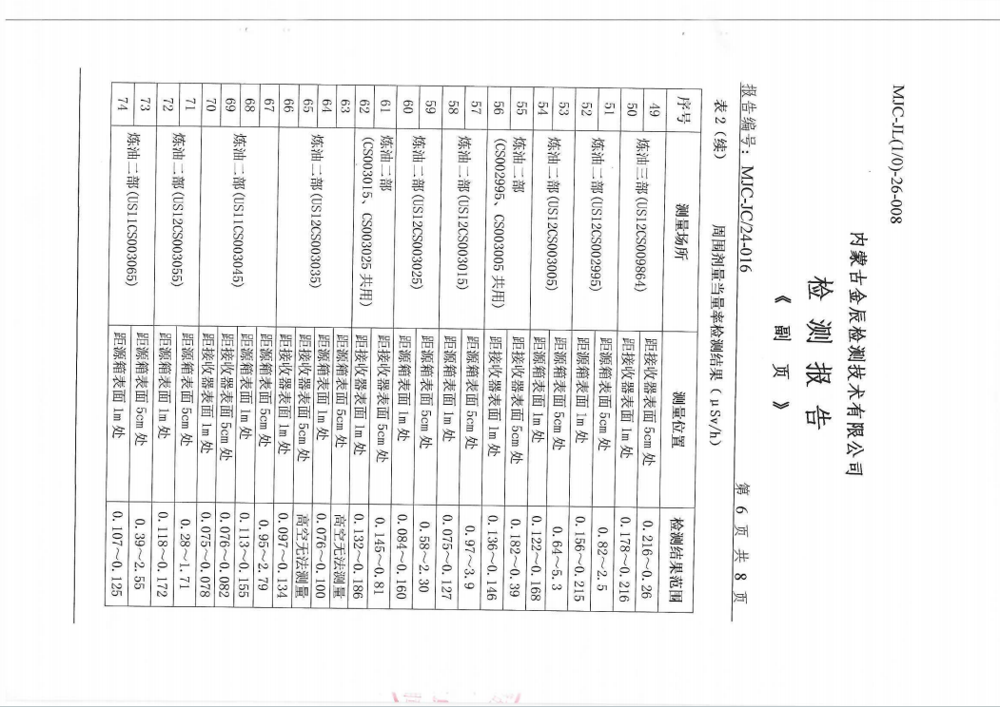 MJC-JL(1/0)-26-008
内蒙古金辰检测技术有限公司
检 测 报 告
《 副 页 》
报告编号：MJC-JC/24-016 第 6 页 共 8 页
表2（续） 周围剂量当量率检测结果（μSv/h）
序号 测量场所 测量位置 检测结果范围
49 炼油三部(US12CS009864) 距接收器表面 5cm 处 0.216～0.26
50 距接收器表面 1m 处 0.178～0.216
51 炼油二部(US12CS002995) 距源箱表面 5cm 处 0.82～2.5
52 距源箱表面 1m 处 0.156～0.215
53 炼油二部(US12CS003005) 距源箱表面 5cm 处 0.64～5.3
54 距源箱表面 1m 处 0.122～0.168
55 炼油二部 距接收器表面 5cm 处 0.182～0.39
56 (CS002995、CS003005 共用) 距接收器表面 1m 处 0.136～0.146
57 炼油二部(US12CS003015) 距源箱表面 5cm 处 0.97～3.9
58 距源箱表面 1m 处 0.075～0.127
59 炼油二部(US12CS003025) 距源箱表面 5cm 处 0.58～2.30
60 距源箱表面 1m 处 0.084～0.160
61 炼油二部 距接收器表面 5cm 处 0.145～0.81
62 (CS003015、CS003025 共用) 距接收器表面 1m 处 0.132～0.186
63 炼油二部(US12CS003035) 距源箱表面 5cm 处 高空无法测量
64 距源箱表面 1m 处 0.076～0.100
65 距接收器表面 5cm 处 高空无法测量
66 距接收器表面 1m 处 0.097～0.134
67 炼油二部(US11CS003045) 距源箱表面 5cm 处 0.95～2.79
68 距源箱表面 1m 处 0.113～0.155
69 距接收器表面 5cm 处 0.076～0.082
70 距接收器表面 1m 处 0.075～0.078
71 炼油二部(US12CS003055) 距源箱表面 5cm 处 0.28～1.71
72 距源箱表面 1m 处 0.118～0.172
73 炼油二部(US11CS003065) 距源箱表面 5cm 处 0.39～2.55
74 距源箱表面 1m 处 0.107～0.125